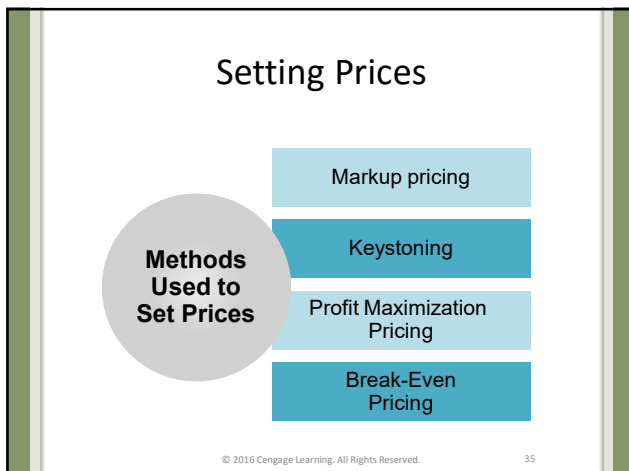 Setting Prices
Methods
Used to
Set Prices
Markup pricing
Keystoning
Profit Maximization
Pricing
Break-Even
Pricing
© 2016 Cengage Learning. All Rights Reserved.
35